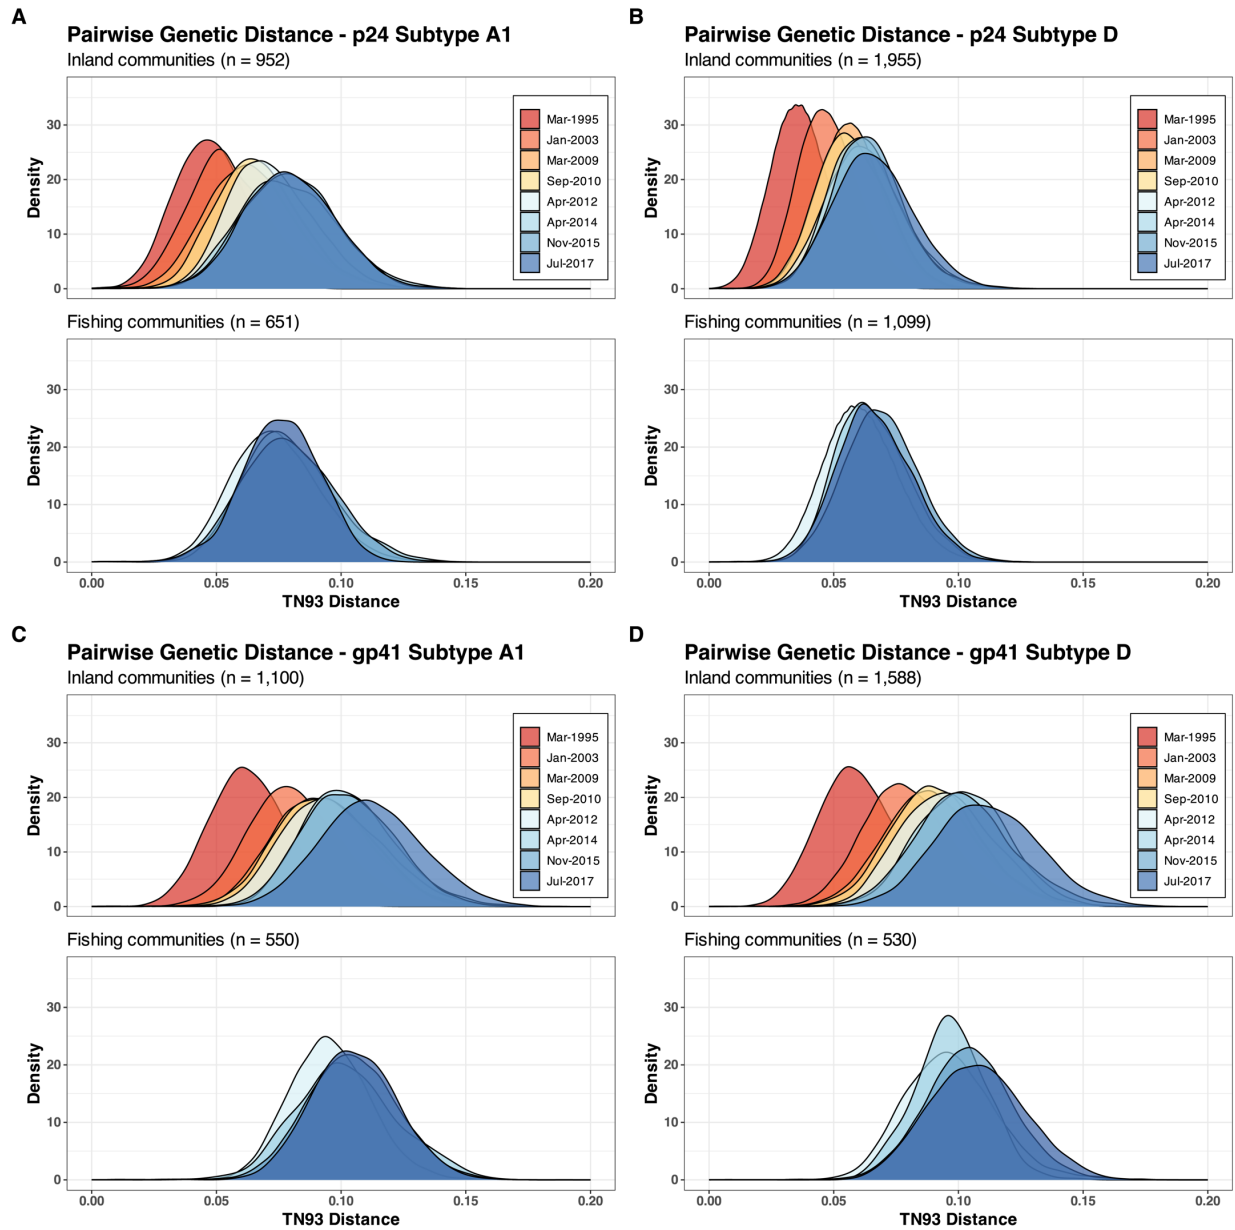 A
Pairwise Genetic Distance - p24 Subtype A1
Inland communities (n = 952)
Density
30
20
10
0
Mar-1995
Jan-2003
Mar-2009
Sep-2010
Apr-2012
Apr-2014
Nov-2015
Jul-2017
Fishing communities (n = 651)
Density
30
20
10
0
0.00 0.05 0.10 0.15 0.20
TN93 Distance
B
Pairwise Genetic Distance - p24 Subtype D
Inland communities (n = 1,955)
Density
30
20
10
0
Mar-1995
Jan-2003
Mar-2009
Sep-2010
Apr-2012
Apr-2014
Nov-2015
Jul-2017
Fishing communities (n = 1,099)
Density
30
20
10
0
0.00 0.05 0.10 0.15 0.20
TN93 Distance
C
Pairwise Genetic Distance - gp41 Subtype A1
Inland communities (n = 1,100)
Density
30
20
10
0
Mar-1995
Jan-2003
Mar-2009
Sep-2010
Apr-2012
Apr-2014
Nov-2015
Jul-2017
Fishing communities (n = 550)
Density
30
20
10
0
0.00 0.05 0.10 0.15 0.20
TN93 Distance
D
Pairwise Genetic Distance - gp41 Subtype D
Inland communities (n = 1,588)
Density
30
20
10
0
Mar-1995
Jan-2003
Mar-2009
Sep-2010
Apr-2012
Apr-2014
Nov-2015
Jul-2017
Fishing communities (n = 530)
Density
30
20
10
0
0.00 0.05 0.10 0.15 0.20
TN93 Distance